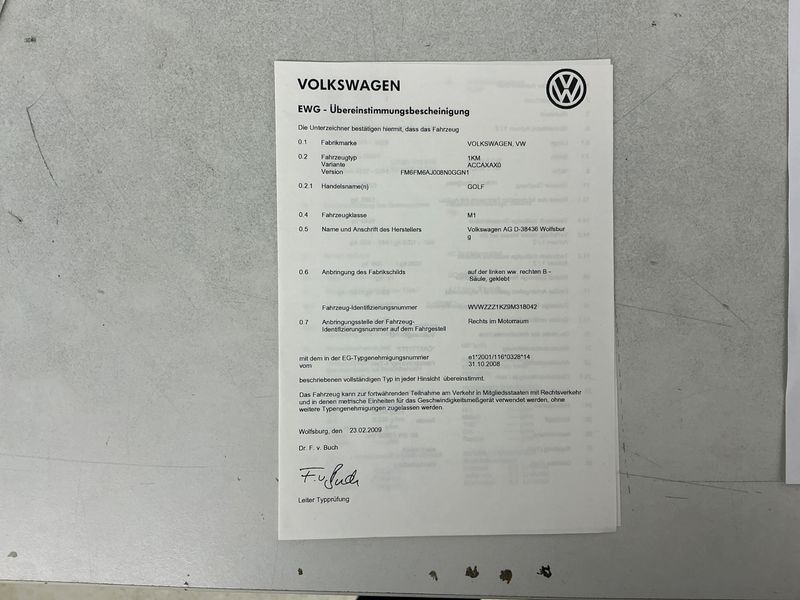 VOLKSWAGEN
EWG - Übereinstimmungsbescheinigung
Die Unterzeichner bestätigen hiermit, dass das Fahrzeug
0.1 Fabrikmarke VOLKSWAGEN, VW
0.2 Fahrzeugtyp 1KM
Variante ACCAXAX0
Version FM6FM6AJ008N0GGN1
0.2.1 Handelsname(n) GOLF
0.4 Fahrzeugklasse M1
0.5 Name und Anschrift des Herstellers Volkswagen AG D-38436 Wolfsbur
g
0.6 Anbringung des Fabrikschilds auf der linken ww. rechten B –
Säule, geklebt
Fahrzeug-Identifizierungsnummer WVWZZZ1KZ9M318042
0.7 Anbringungsstelle der Fahrzeug- Rechts im Motorraum
Identifizierungsnummer auf dem Fahrgestell
mit dem in der EG-Typgenehmigungsnummer e1*2001/116*0328*14
vom 31.10.2008
beschriebenen vollständigen Typ in jeder Hinsicht übereinstimmt.
Das Fahrzeug kann zur fortwährenden Teilnahme am Verkehr in Mitgliedsstaaten mit Rechtsverkehr
und in denen metrische Einheiten für das Geschwindigkeitsmeßgerät verwendet werden, ohne
weitere Typengenehmigungen zugelassen werden.
Wolfsburg, den 23.02.2009
Dr. F. v. Buch
F. v. Buch
Leiter Typprüfung